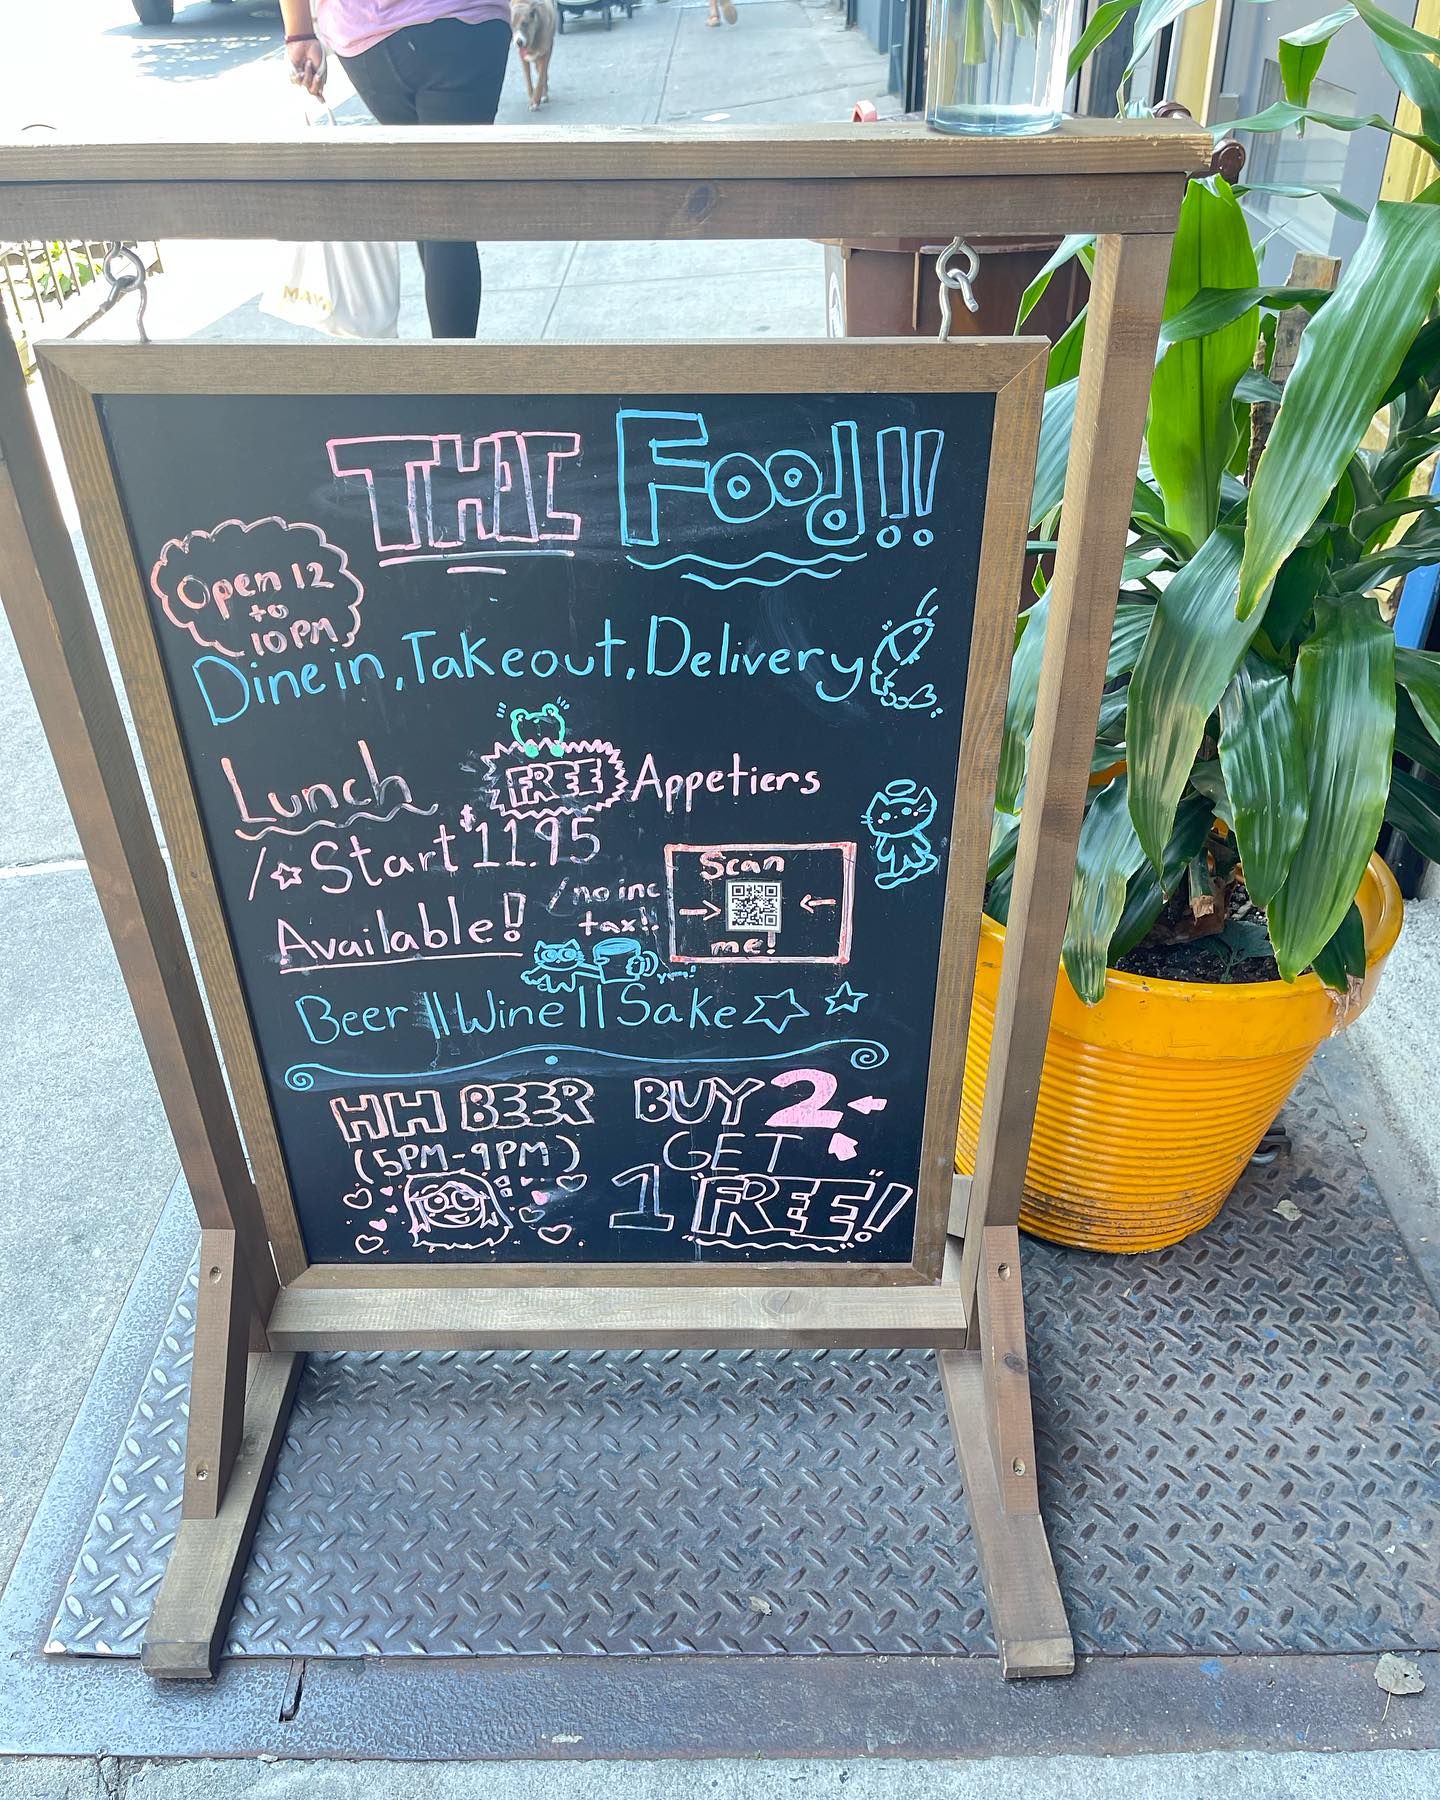 THAI Food!!
Open 12
to
10PM
Dine in, Takeout, Delivery
Lunch FREE Appetiers
/☆Start $11.95
Available! /no inc
tax!!
Scan
me!
yum!
Beer || Wine || Sake ☆☆
HH BEER
(5PM-9PM)
BUY 2
GET
1 FREE!